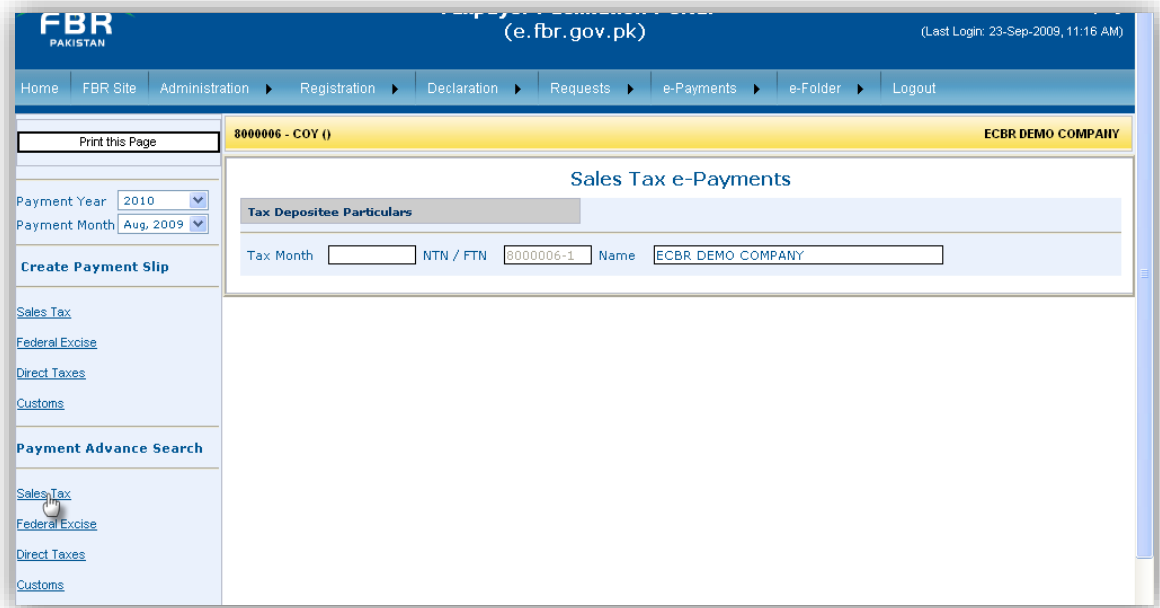 FBR
PAKISTAN
(e.fbr.gov.pk)
(Last Login: 23-Sep-2009, 11:16 AM)
Home FBR Site Administration Registration Declaration Requests e-Payments e-Folder Logout
Print this Page
8000006 - COY () ECBR DEMO COMPANY
Payment Year 2010
Payment Month Aug, 2009
Sales Tax e-Payments
Tax Depositee Particulars
Tax Month NTN / FTN 8000006-1 Name ECBR DEMO COMPANY
Create Payment Slip
Sales Tax
Federal Excise
Direct Taxes
Customs
Payment Advance Search
Sales Tax
Federal Excise
Direct Taxes
Customs